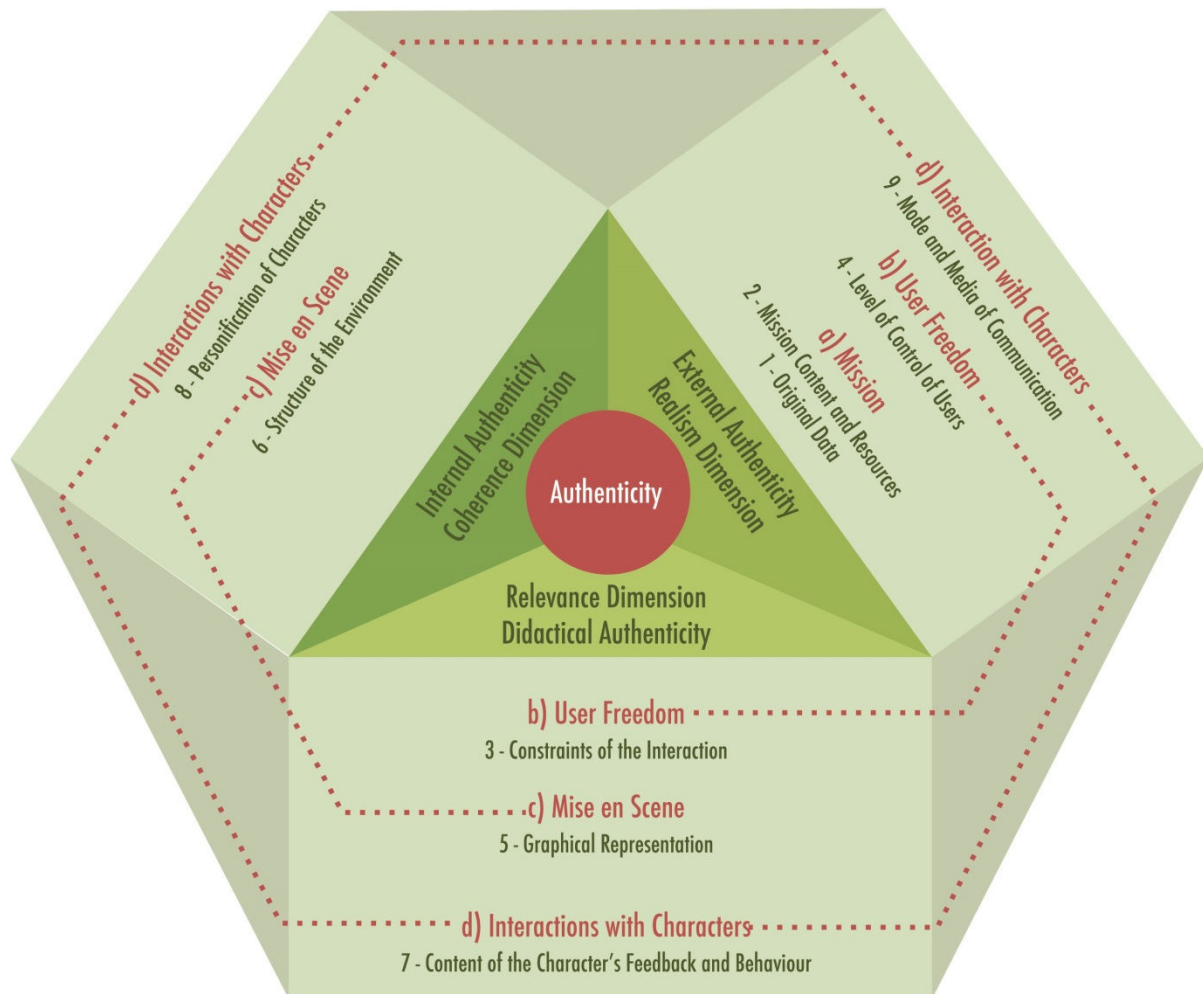 d) Interactions with Characters
8 - Personification of Characters
c) Mise en Scene
6 - Structure of the Environment
d) Interaction with Characters
9 - Mode and Media of Communication
b) User Freedom
4 - Level of Control of Users
a) Mission
2 - Mission Content and Resources
1 - Original Data
Internal Authenticity
Coherence Dimension
External Authenticity
Realism Dimension
Authenticity
Relevance Dimension
Didactical Authenticity
b) User Freedom
3 - Constraints of the Interaction
c) Mise en Scene
5 - Graphical Representation
d) Interactions with Characters
7 - Content of the Character's Feedback and Behaviour